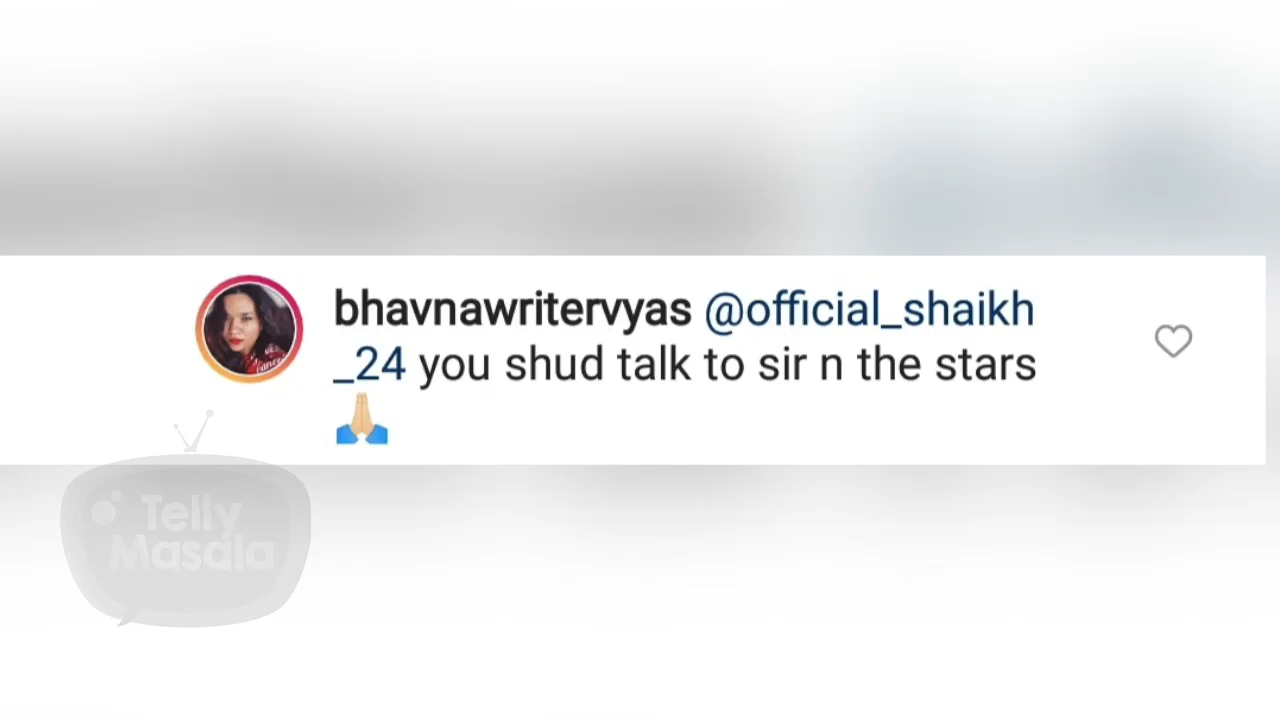 bhavnawritervyas @official_shaikh
_24 you shud talk to sir n the stars
🙏🏼
Telly
Masala